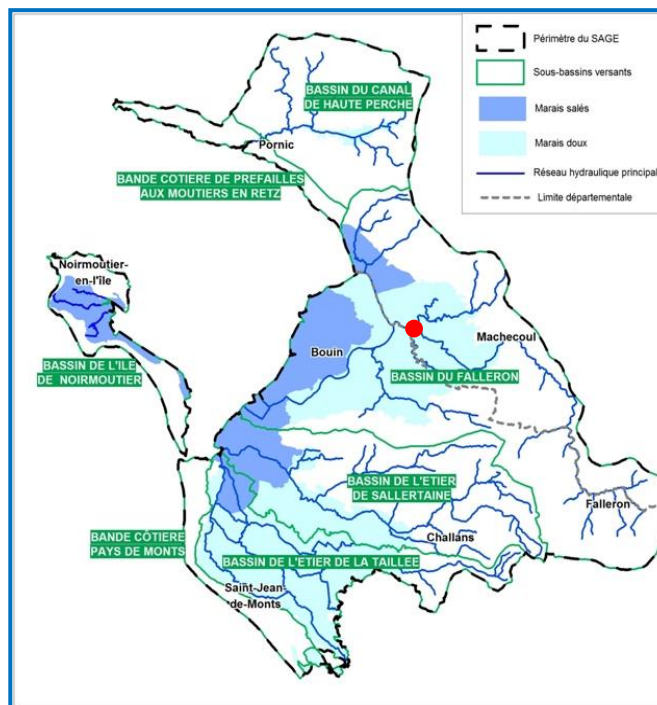 Périmètre du SAGE
Sous-bassins versants
Marais salés
Marais doux
Réseau hydraulique principal
Limite départementale
BASSIN DU CANAL
DE HAUTE PERCHE
Pornic
BANDE COTIERE DE PREFAILLES
AUX MOUTIERS EN RETZ
Noirmoutier-
en-l'île
Machecoul
Bouin
BASSIN DE L'ILE
DE NOIRMOUTIER
BASSIN DU FALLERON
BASSIN DE L'ETIER
DE SALLERTAINE
Falleron
BANDE CÔTIERE
PAYS DE MONTS
Challans
BASSIN DE L'ETIER DE LA TAILLEE
Saint-Jean-
de-Monts